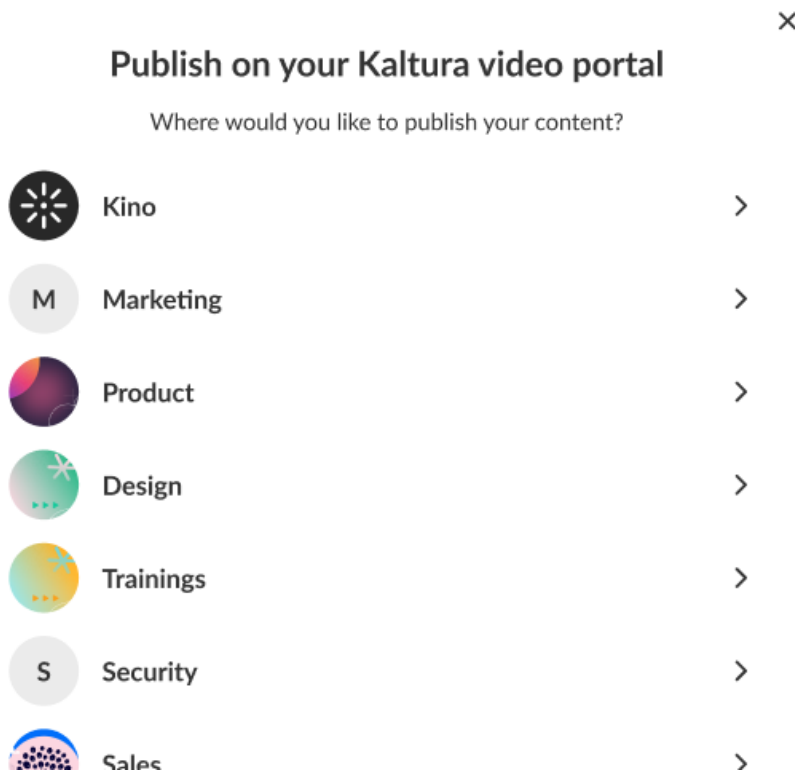 Publish on your Kaltura video portal
Where would you like to publish your content?
Kino
M
Marketing
Product
Design
Trainings
S
Security
Sales